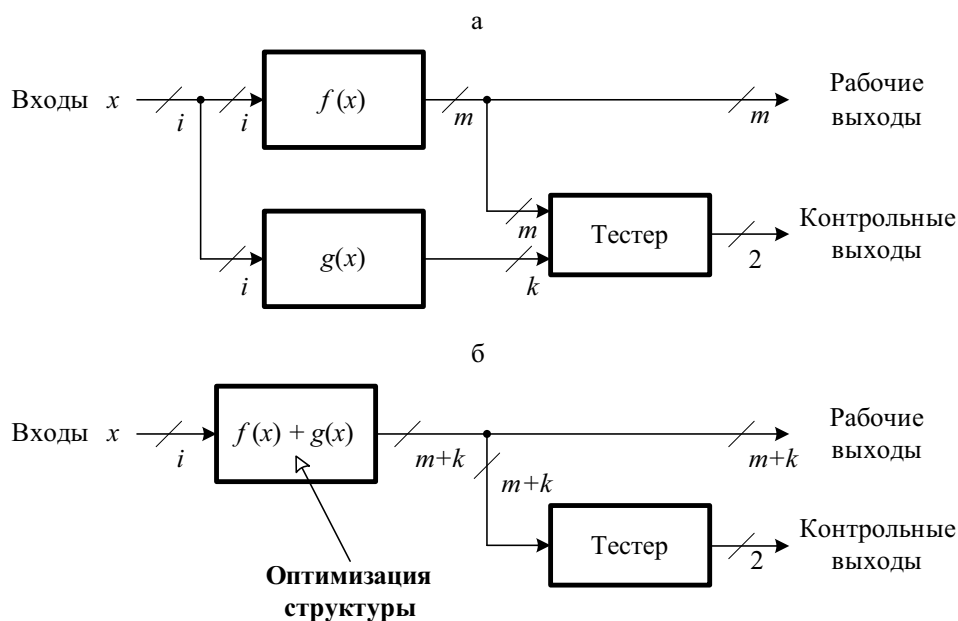 а
Входы x
i
i
f (x)
m
m
Рабочие
выходы
i
g(x)
m
k
Тестер
2
Контрольные
выходы
б
Входы x
i
f (x) + g(x)
m+k
m+k
m+k
Рабочие
выходы
Тестер
2
Контрольные
выходы
Оптимизация
структуры